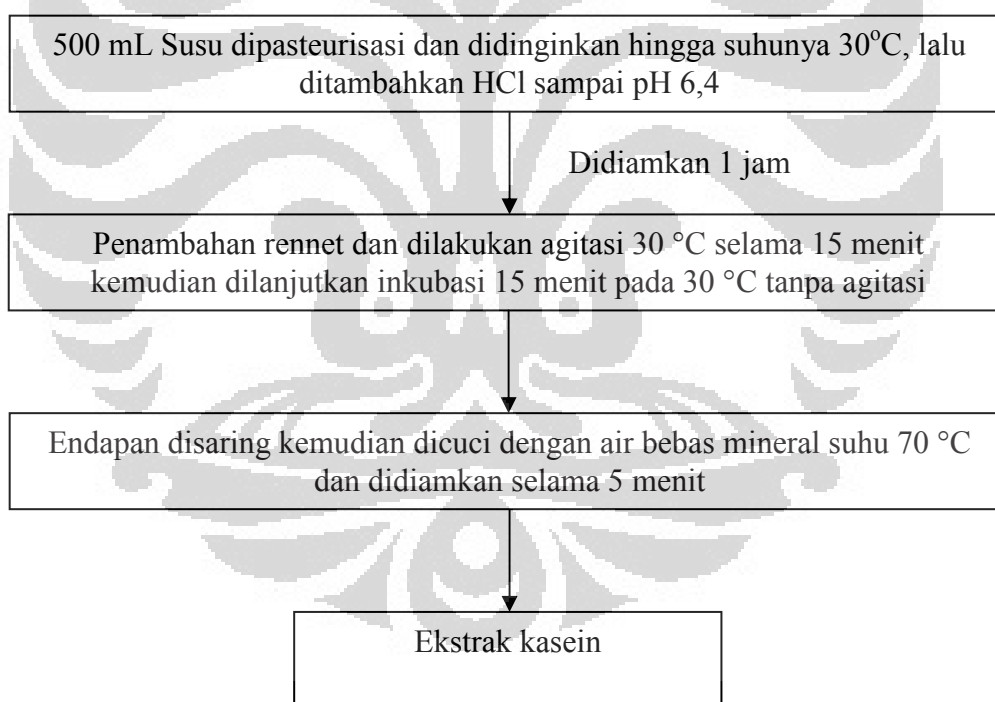 500 mL Susu dipasteurisasi dan didinginkan hingga suhunya 30°C, lalu
ditambahkan HCl sampai pH 6,4
Didiamkan 1 jam
Penambahan rennet dan dilakukan agitasi 30 °C selama 15 menit
kemudian dilanjutkan inkubasi 15 menit pada 30 °C tanpa agitasi
Endapan disaring kemudian dicuci dengan air bebas mineral suhu 70 °C
dan didiamkan selama 5 menit
Ekstrak kasein